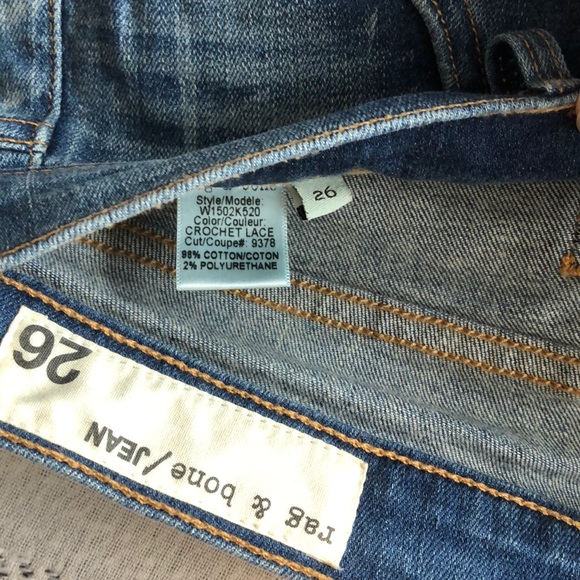 Style/Modèle:
W1502K520
Color/Couleur:
CROCHET LACE
Cut/Coupe#: 9378
98% COTTON/COTON
2% POLYURETHANE
26
rag & bone/JEAN
26